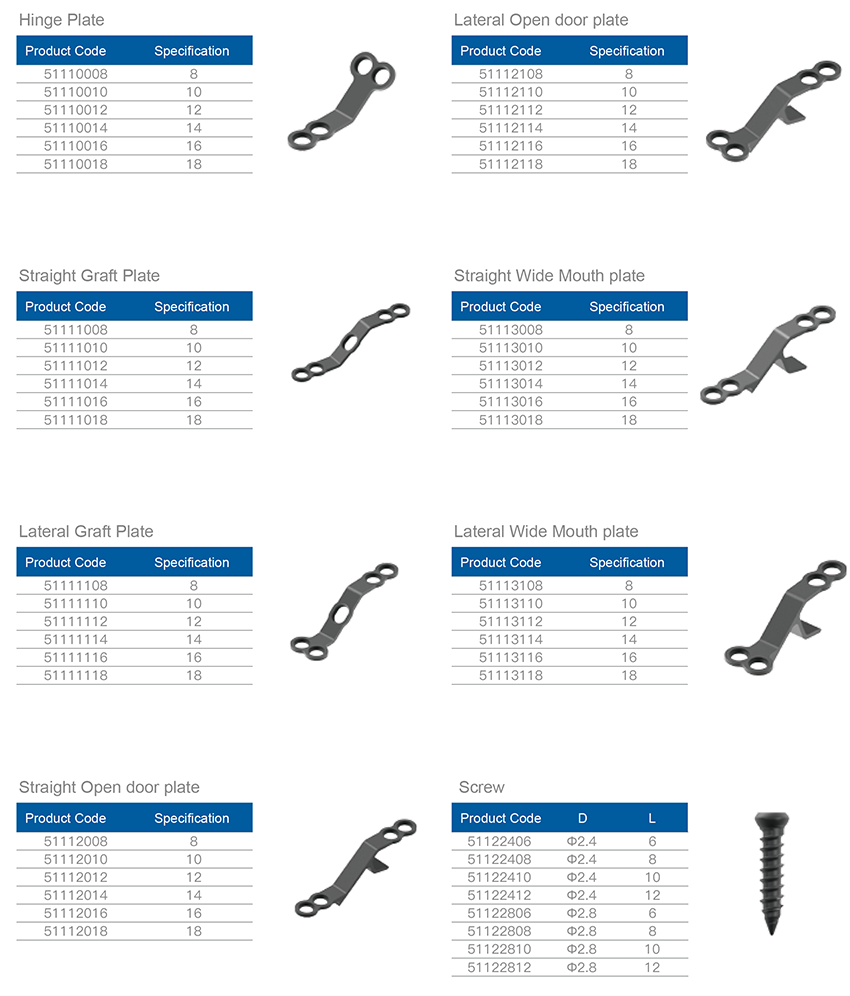 Hinge Plate
Product Code Specification
51110008 8
51110010 10
51110012 12
51110014 14
51110016 16
51110018 18
Lateral Open door plate
Product Code Specification
51112108 8
51112110 10
51112112 12
51112114 14
51112116 16
51112118 18
Straight Graft Plate
Product Code Specification
51111008 8
51111010 10
51111012 12
51111014 14
51111016 16
51111018 18
Straight Wide Mouth plate
Product Code Specification
51113008 8
51113010 10
51113012 12
51113014 14
51113016 16
51113018 18
Lateral Graft Plate
Product Code Specification
51111108 8
51111110 10
51111112 12
51111114 14
51111116 16
51111118 18
Lateral Wide Mouth plate
Product Code Specification
51113108 8
51113110 10
51113112 12
51113114 14
51113116 16
51113118 18
Straight Open door plate
Product Code Specification
51112008 8
51112010 10
51112012 12
51112014 14
51112016 16
51112018 18
Screw
Product Code D L
51122406 Φ2.4 6
51122408 Φ2.4 8
51122410 Φ2.4 10
51122412 Φ2.4 12
51122806 Φ2.8 6
51122808 Φ2.8 8
51122810 Φ2.8 10
51122812 Φ2.8 12